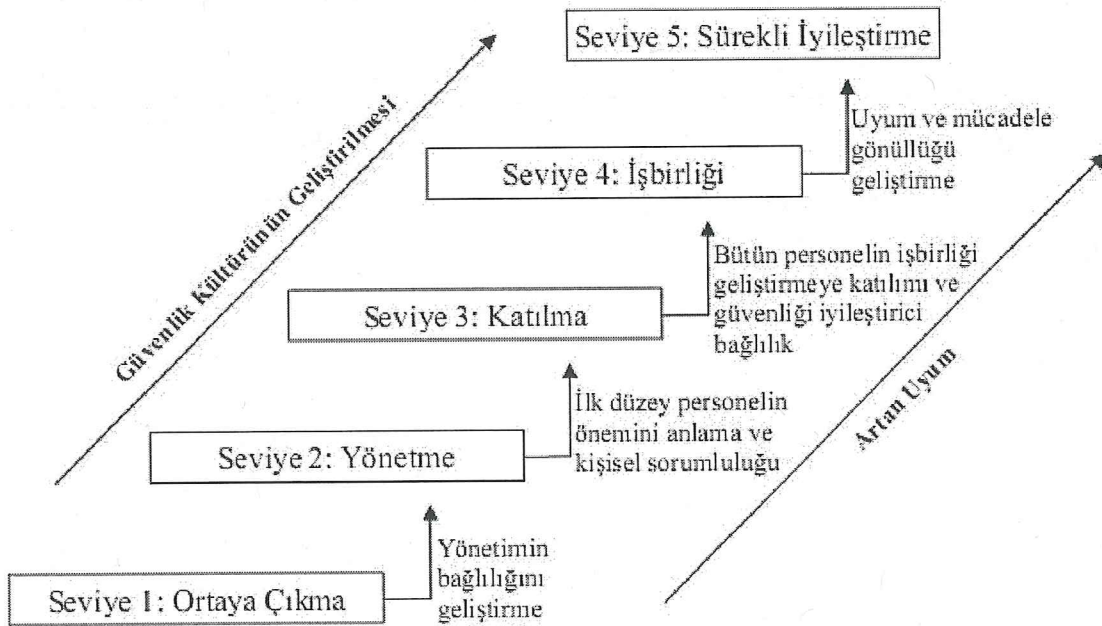 Seviye 5: Sürekli İyileştirme
Güvenlik Kültürünün Geliştirilmesi
Uyum ve mücadele
gönüllüğü
geliştirme
Seviye 4: İşbirliği
Bütün personelin işbirliği
geliştirmeye katılımı ve
güvenliği iyileştirici
bağlılık
Seviye 3: Katılma
Artan Uyum
İlk düzey personelin
önemini anlama ve
kişisel sorumluluğu
Seviye 2: Yönetme
Yönetimin
bağlılığını
geliştirme
Seviye 1: Ortaya Çıkma